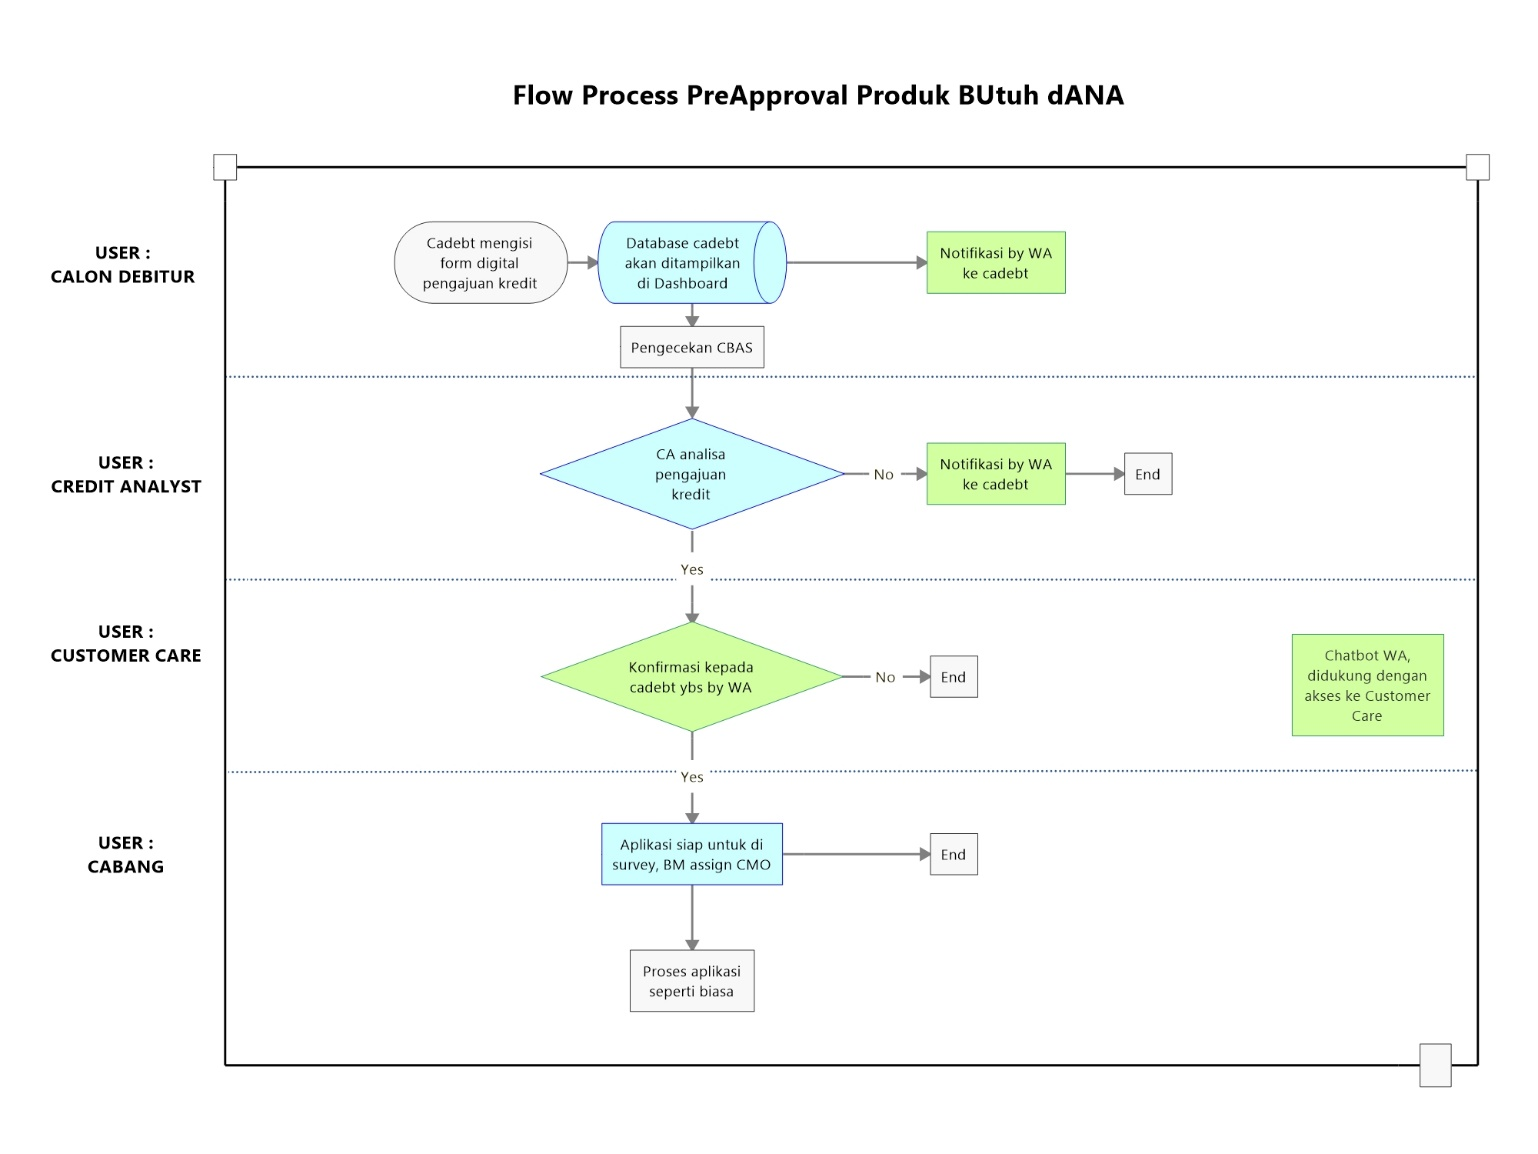 Flow Process PreApproval Produk BUtuh dANA
USER :
CALON DEBITUR
Cadebt mengisi
form digital
pengajuan kredit
Database cadebt
akan ditampilkan
di Dashboard
Notifikasi by WA
ke cadebt
Pengecekan CBAS
USER :
CREDIT ANALYST
CA analisa
pengajuan
kredit
No
Notifikasi by WA
ke cadebt
End
Yes
USER :
CUSTOMER CARE
Konfirmasi kepada
cadebt ybs by WA
No
End
Chatbot WA,
didukung dengan
akses ke Customer
Care
Yes
USER :
CABANG
Aplikasi siap untuk di
survey, BM assign CMO
End
Proses aplikasi
seperti biasa